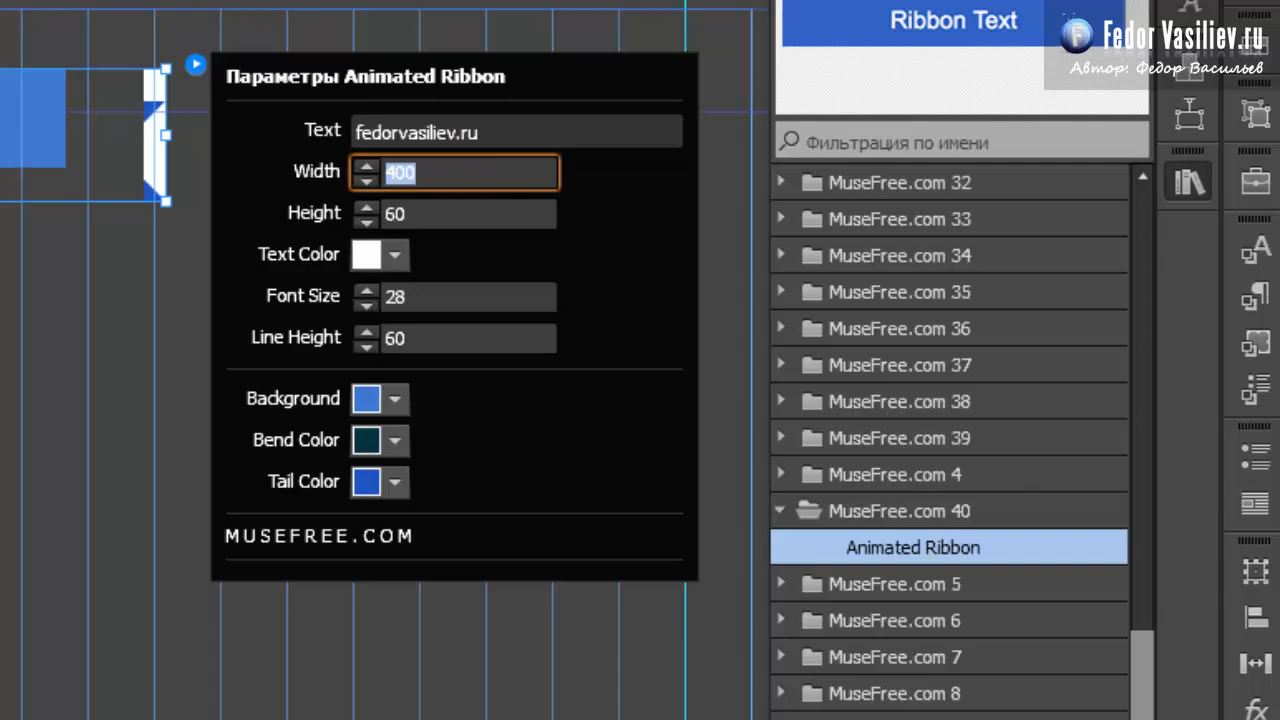 Ribbon Text
Fedor Vasiliev.ru
Автор: Федор Васильев
Параметры Animated Ribbon
Text fedorvasiliev.ru
Width 400
Height 60
Text Color
Font Size 28
Line Height 60
Background
Bend Color
Tail Color
MUSEFREE.COM
Фильтрация по имени
MuseFree.com 32
MuseFree.com 33
MuseFree.com 34
MuseFree.com 35
MuseFree.com 36
MuseFree.com 37
MuseFree.com 38
MuseFree.com 39
MuseFree.com 4
MuseFree.com 40
Animated Ribbon
MuseFree.com 5
MuseFree.com 6
MuseFree.com 7
MuseFree.com 8